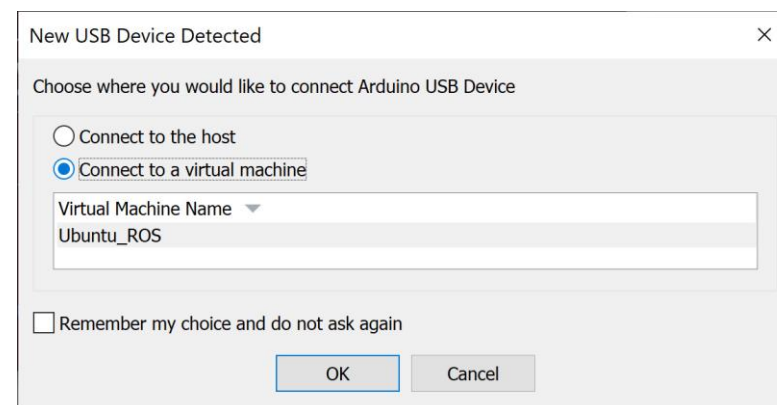 New USB Device Detected
Choose where you would like to connect Arduino USB Device
Connect to the host
Connect to a virtual machine
Virtual Machine Name
Ubuntu_ROS
Remember my choice and do not ask again
OK Cancel